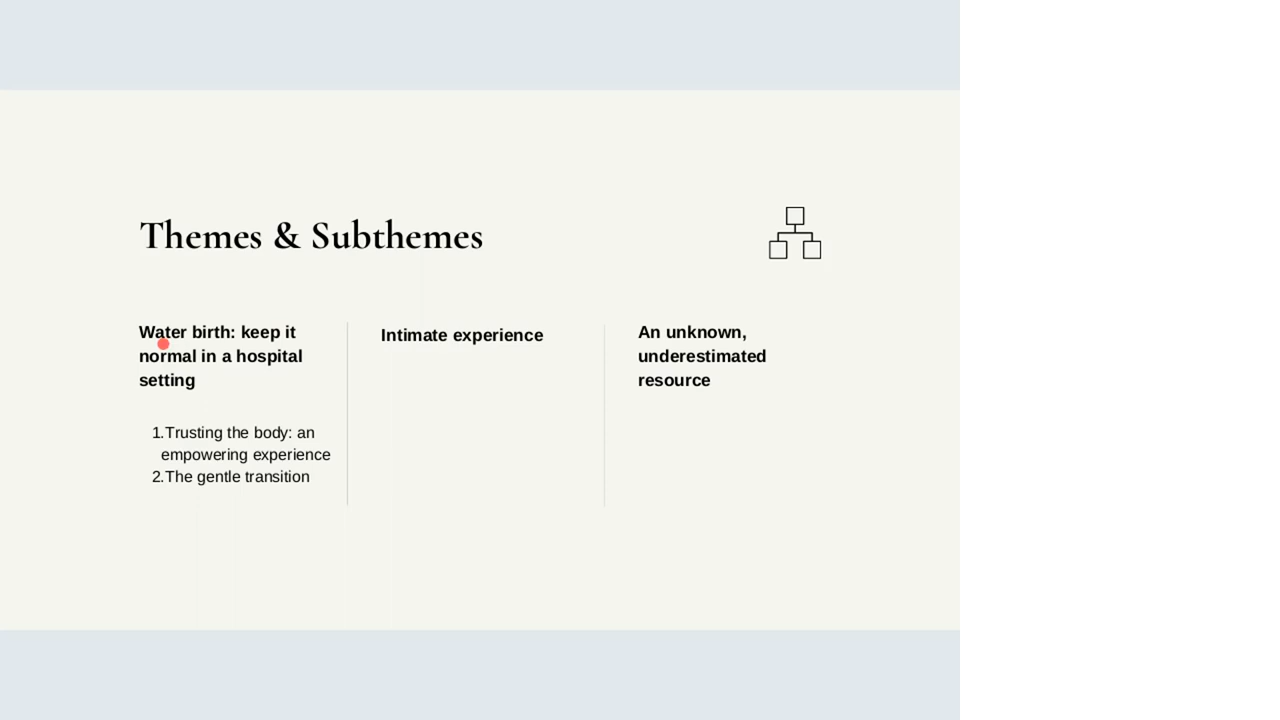 Themes & Subthemes
Water birth: keep it
normal in a hospital
setting
1.Trusting the body: an
empowering experience
2.The gentle transition
Intimate experience
An unknown,
underestimated
resource